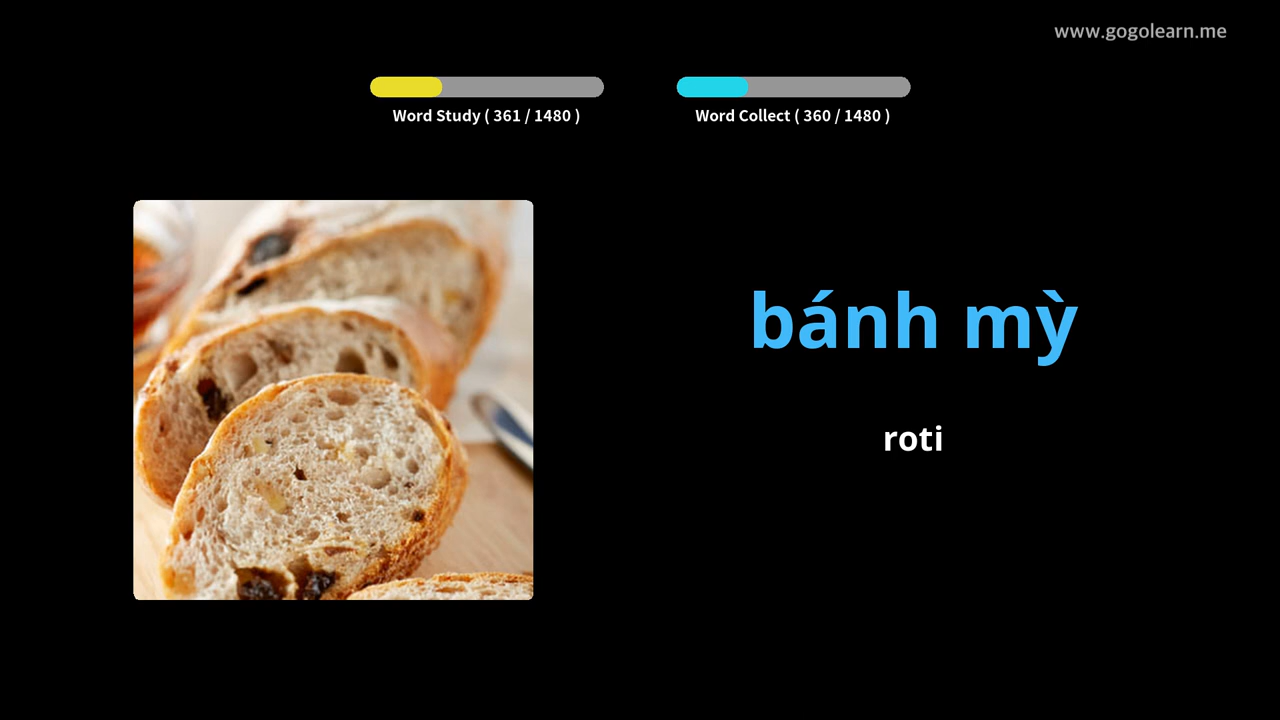 www.gogolearn.me
Word Study ( 361 / 1480 )
Word Collect ( 360 / 1480 )
bánh mỳ
roti